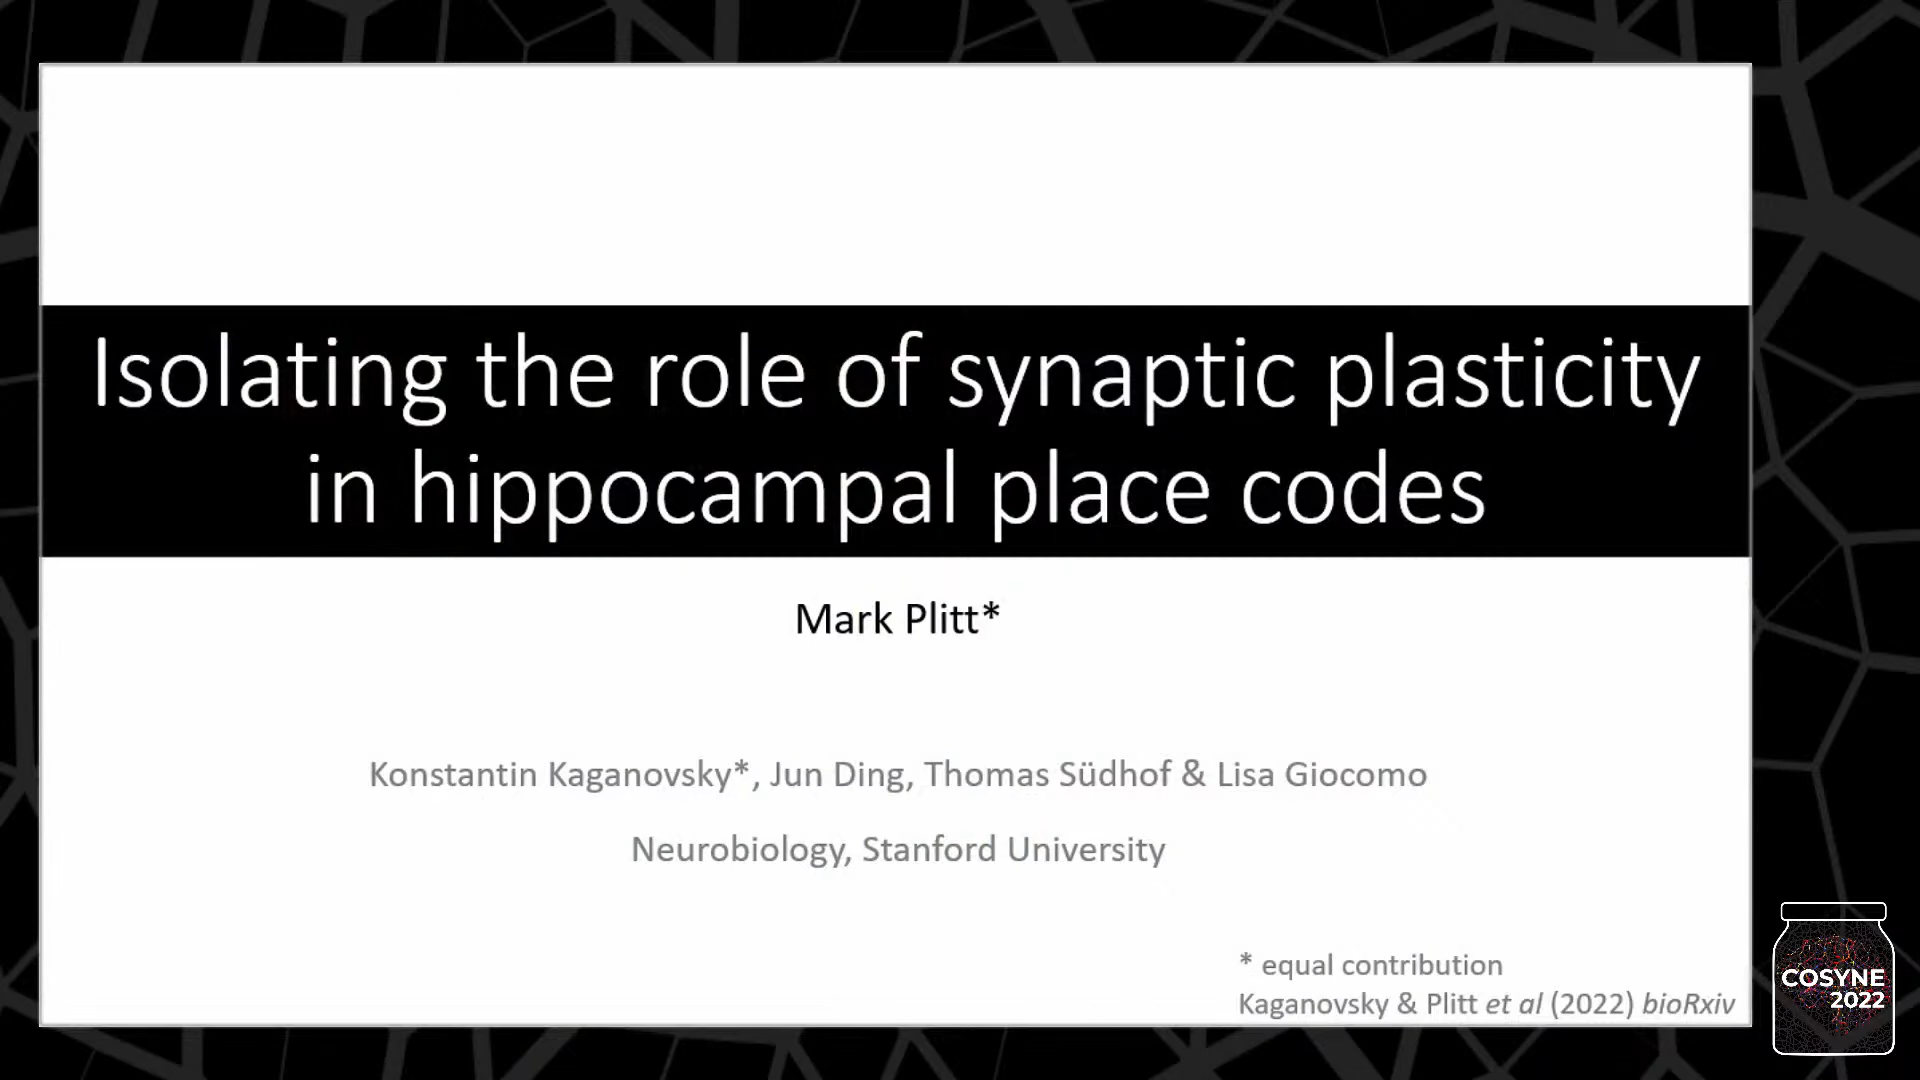 Isolating the role of synaptic plasticity
in hippocampal place codes
Mark Plitt*
Konstantin Kaganovsky*, Jun Ding, Thomas Südhof & Lisa Giocomo
Neurobiology, Stanford University
* equal contribution
Kaganovsky & Plitt et al (2022) bioRxiv
COSYNE
2022